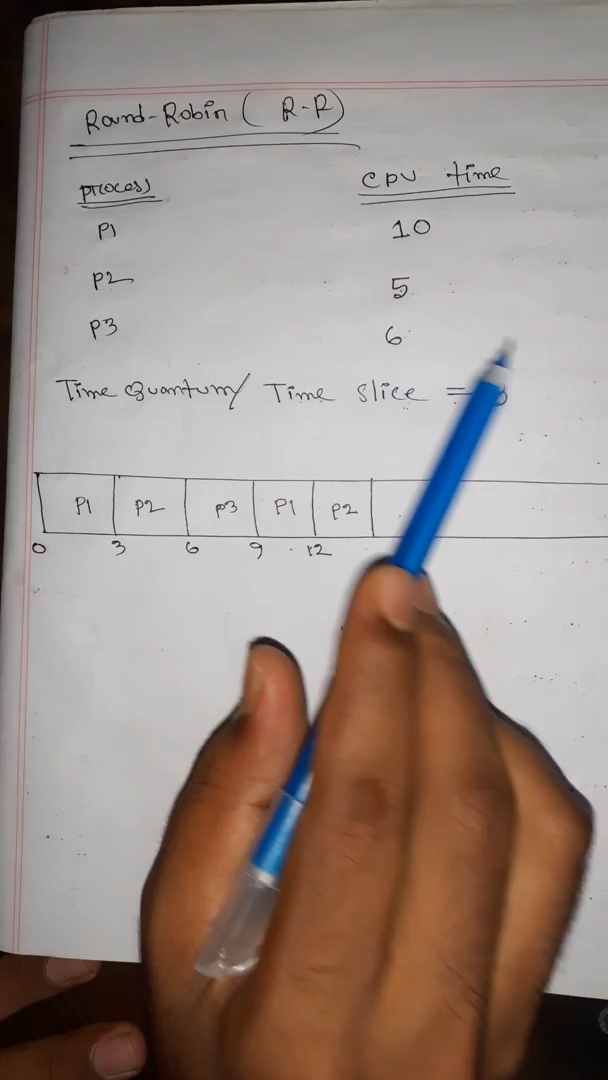 Round-Robin ( R-R)
process CPU time
P1 10
P2 5
P3 6
Time Quantum/ Time slice =
P1 P2 P3 P1 P2
0 3 6 9 12